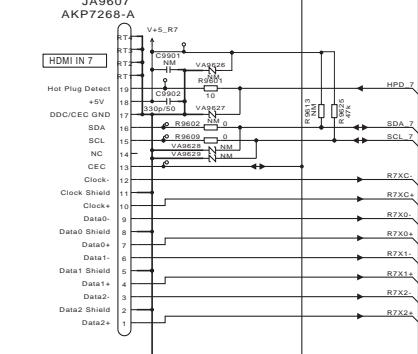 JA9607
AKP7268-A
V+5_R7
RT4
RT3
RT2
RT1
HDMI IN 7
C9901
NM
VA9626
NM
R9601
10
Hot Plug Detect 19
HPD_7
+5V 18
C9902
330p/50
VA9627
NM
R9613
NM
R9625
47k
DDC/CEC GND 17
SDA 16
R9602 0
SDA_7
SCL 15
R9609 0
SCL_7
VA9628 NM
VA9629 NM
NC 14
CEC 13
Clock- 12
R7XC-
Clock Shield 11
Clock+ 10
R7XC+
Data0- 9
R7X0-
Data0 Shield 8
Data0+ 7
R7X0+
Data1- 6
R7X1-
Data1 Shield 5
Data1+ 4
R7X1+
Data2- 3
R7X2-
Data2 Shield 2
Data2+ 1
R7X2+